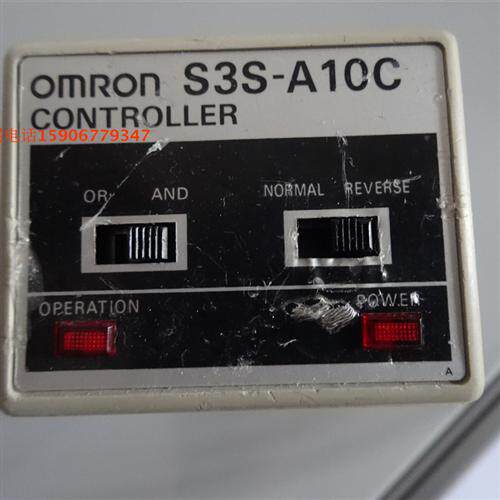 OMRON S3S-A10C
CONTROLLER
电话15906779347
OR AND
NORMAL REVERSE
OPERATION
POWER
A